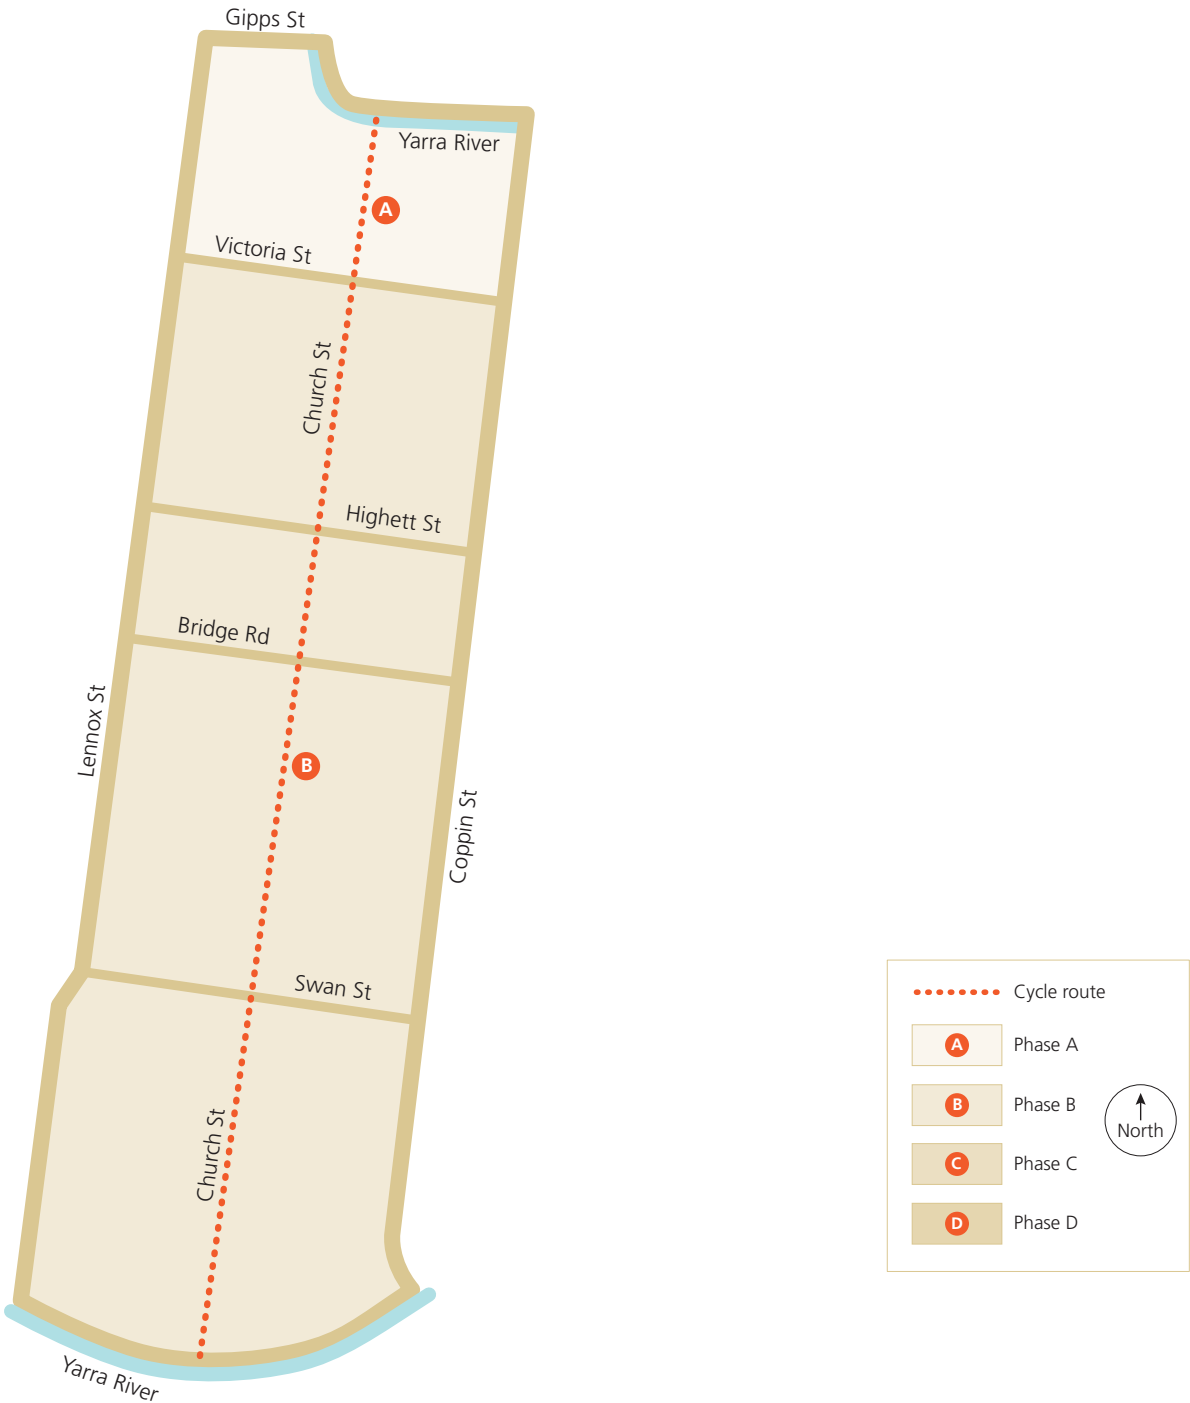 Gipps St
Yarra River
A
Victoria St
Church St
Highett St
Bridge Rd
Lennox St
B
Coppin St
Swan St
Church St
Yarra River
Cycle route
A Phase A
B Phase B
C Phase C
D Phase D
North